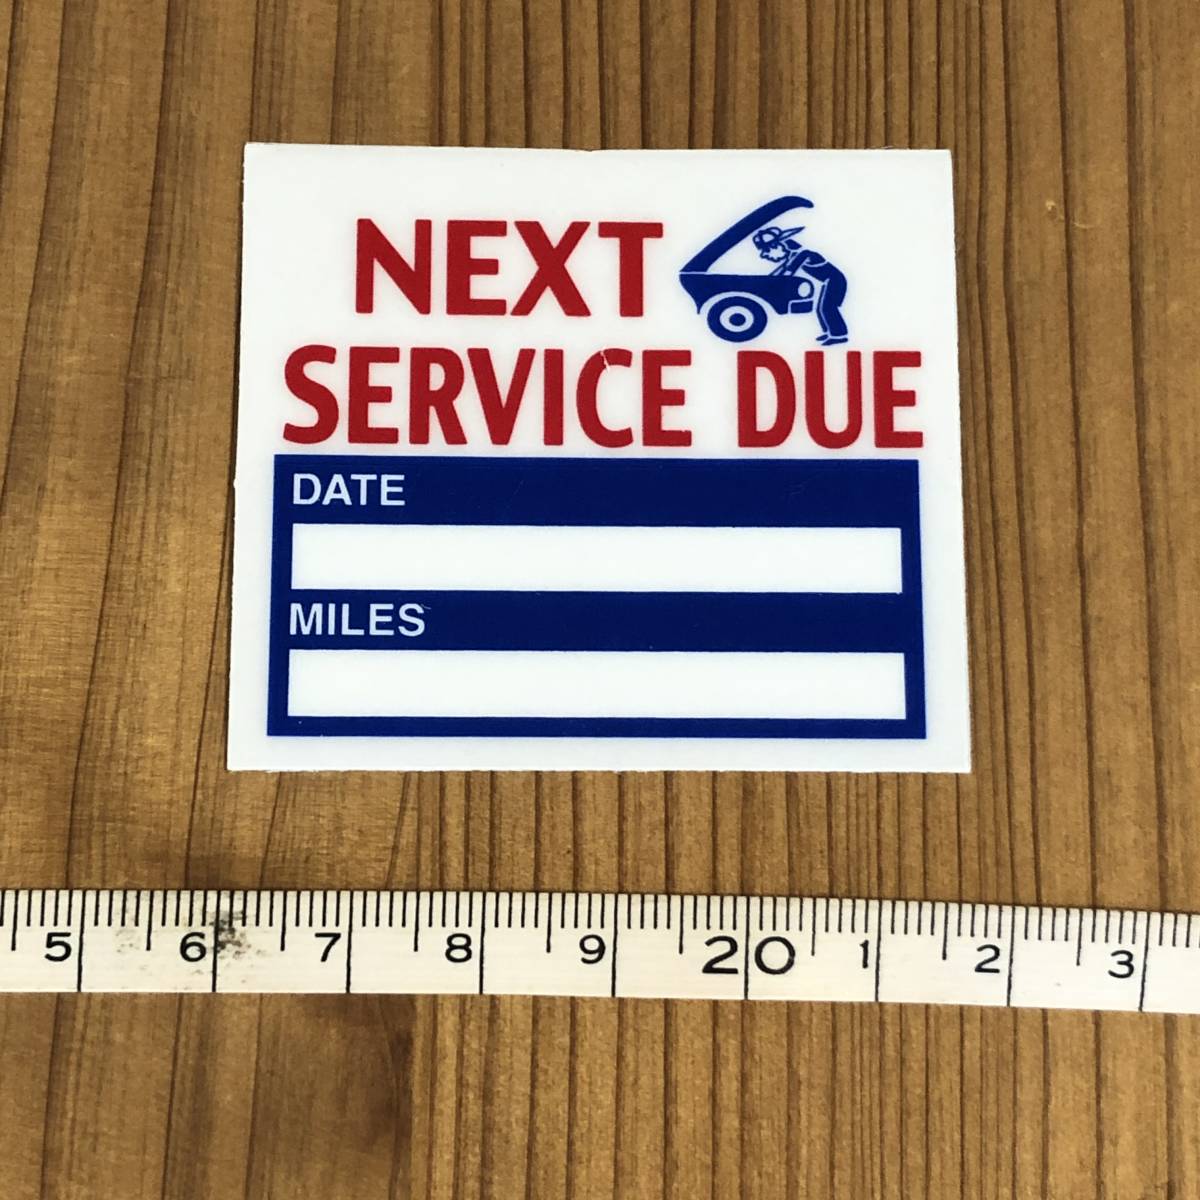 NEXT
SERVICE DUE
DATE
MILES
5 6 7 8 9 20 1 2 3